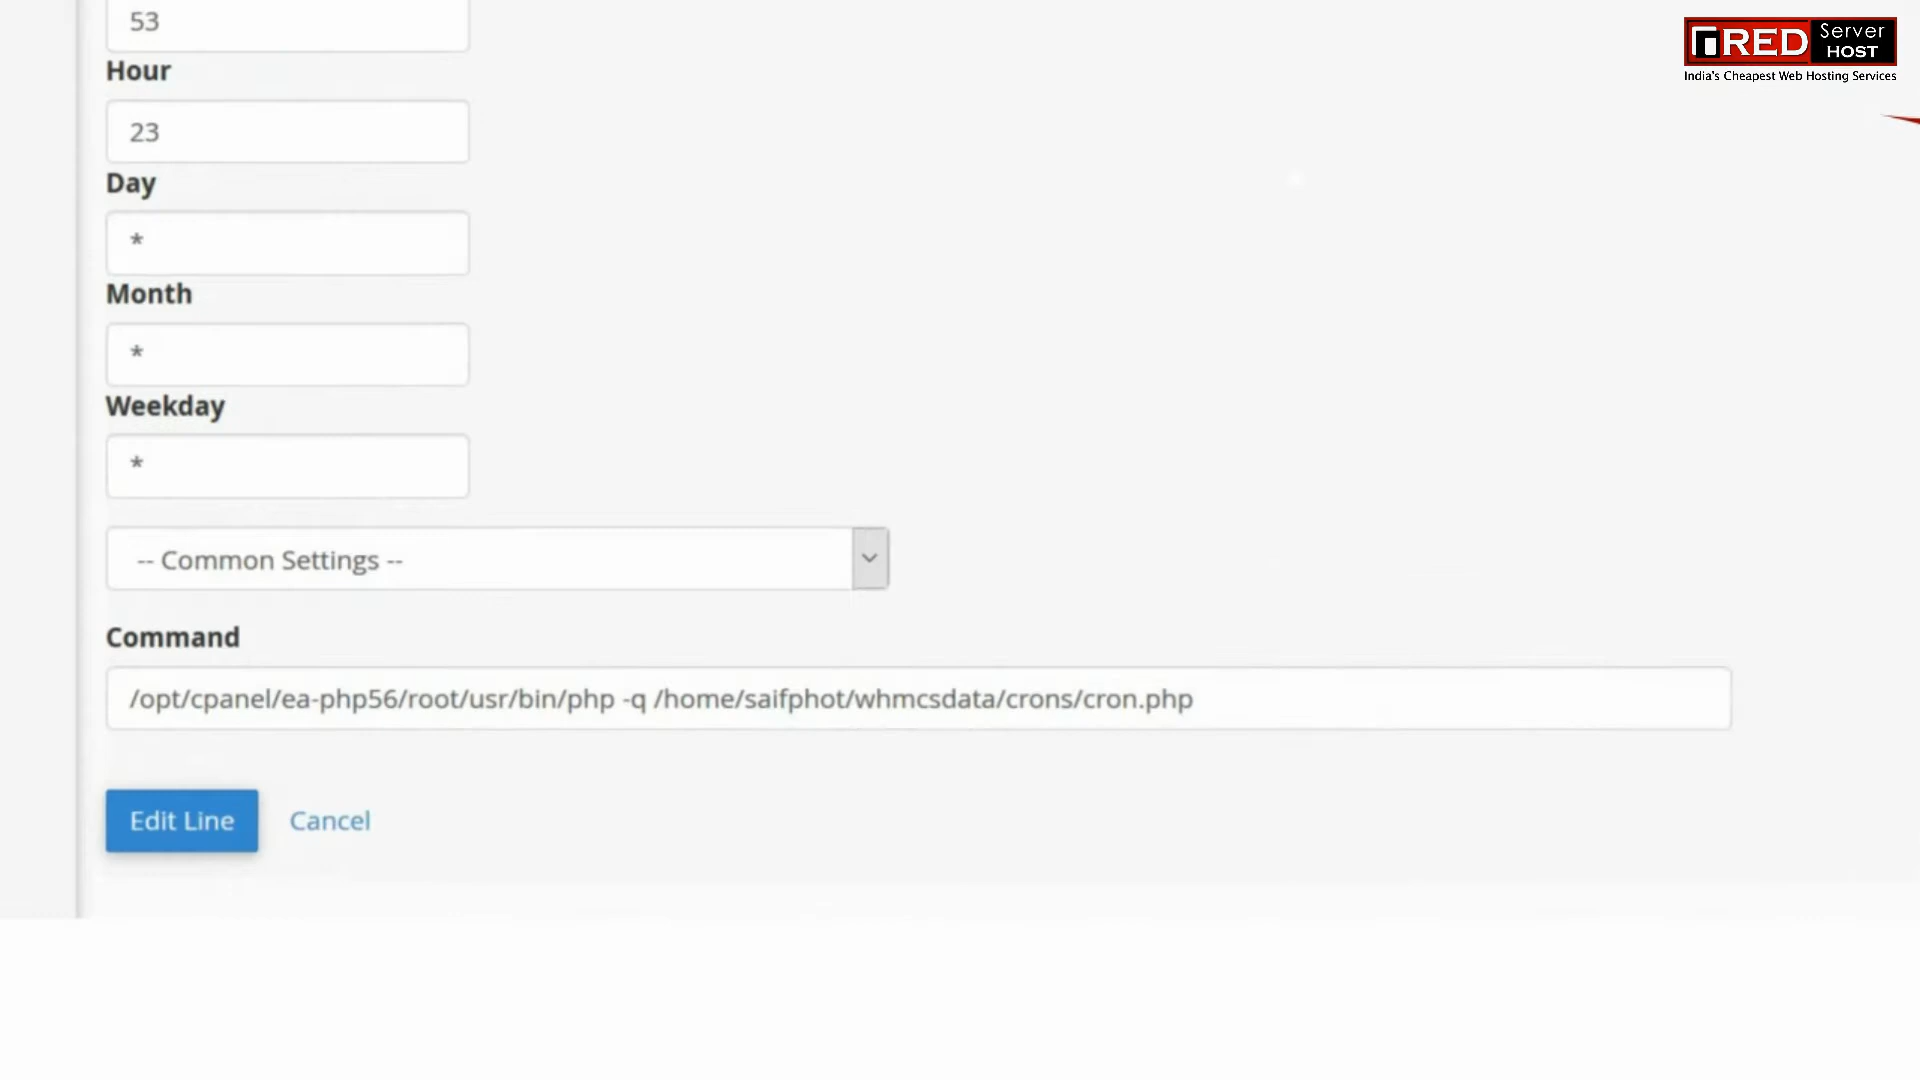 53
RED Server HOST
India's Cheapest Web Hosting Services
Hour
23
Day
*
Month
*
Weekday
*
-- Common Settings --
Command
/opt/cpanel/ea-php56/root/usr/bin/php -q /home/saifphot/whmcsdata/crons/cron.php
Edit Line Cancel